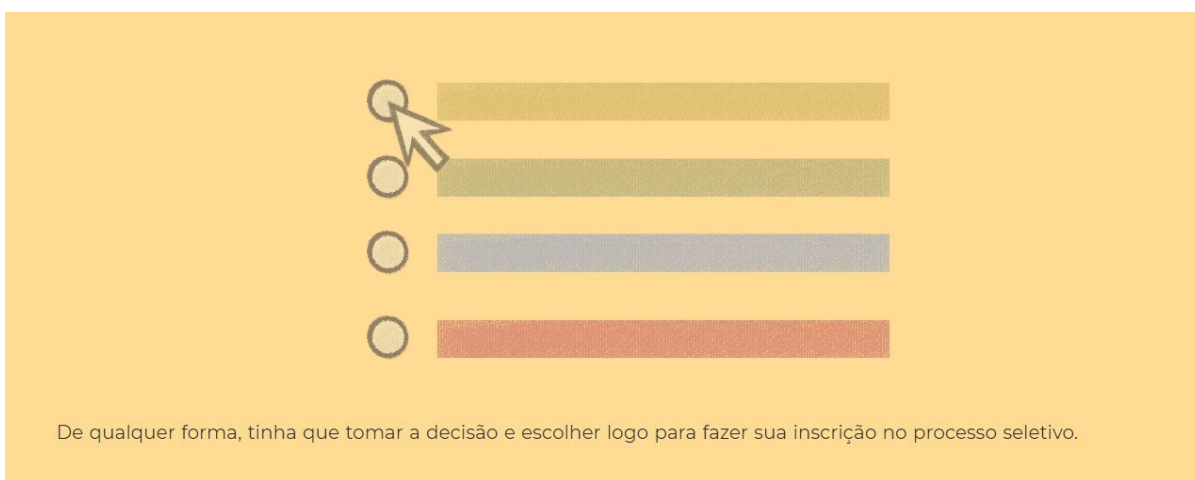 De qualquer forma, tinha que tomar a decisão e escolher logo para fazer sua inscrição no processo seletivo.